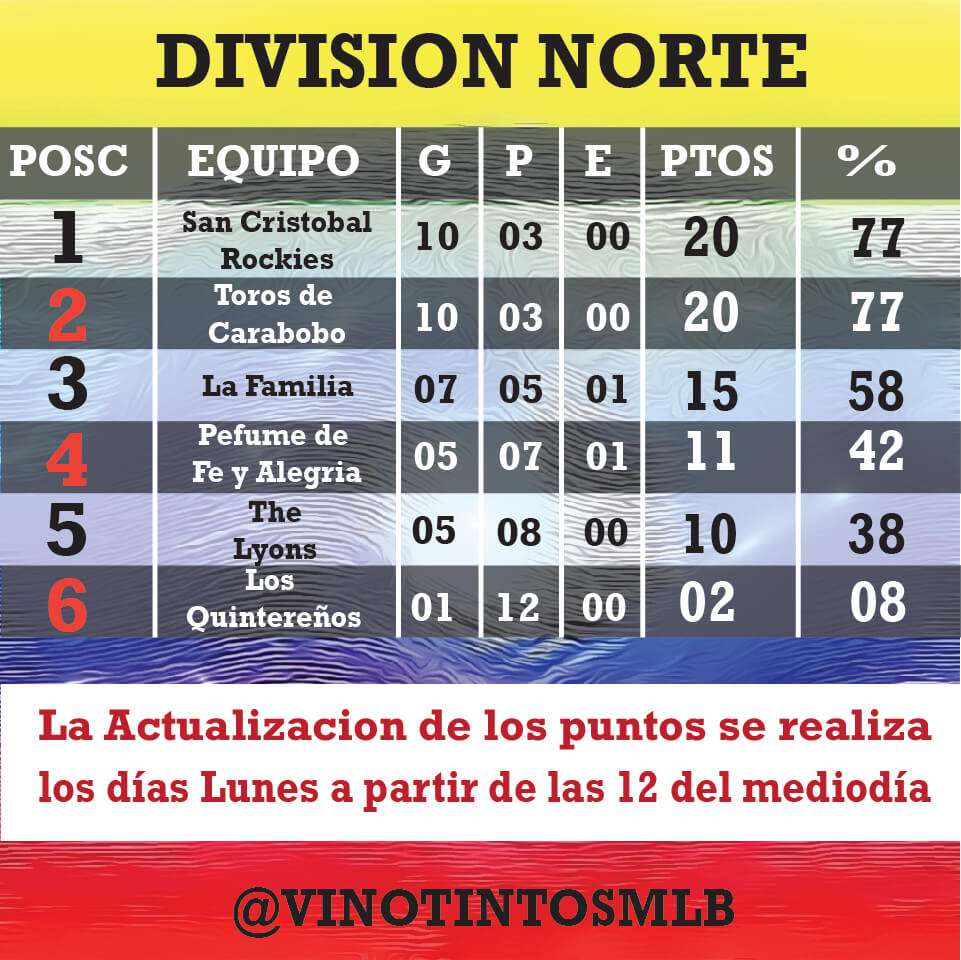 DIVISION NORTE
POSC EQUIPO G P E PTOS %
1 San Cristobal Rockies 10 03 00 20 77
2 Toros de Carabobo 10 03 00 20 77
3 La Familia 07 05 01 15 58
4 Pefume de Fe y Alegria 05 07 01 11 42
5 The Lyons 05 08 00 10 38
6 Los Quintereños 01 12 00 02 08
La Actualizacion de los puntos se realiza
los días Lunes a partir de las 12 del mediodía
@VINOTINTOSMLB